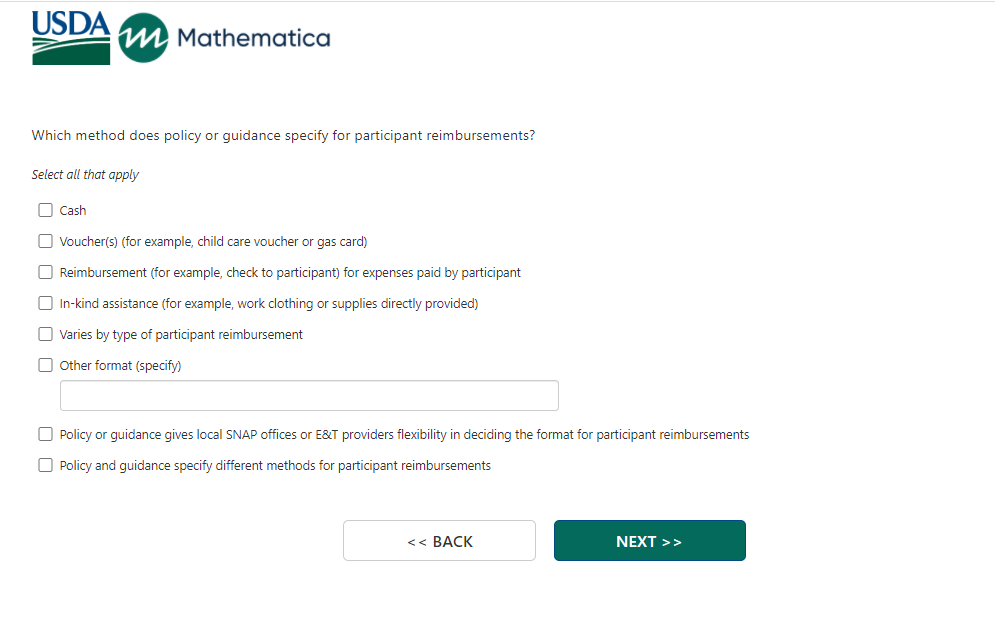 USDA Mathematica
Which method does policy or guidance specify for participant reimbursements?
Select all that apply
Cash
Voucher(s) (for example, child care voucher or gas card)
Reimbursement (for example, check to participant) for expenses paid by participant
In-kind assistance (for example, work clothing or supplies directly provided)
Varies by type of participant reimbursement
Other format (specify)
Policy or guidance gives local SNAP offices or E&T providers flexibility in deciding the format for participant reimbursements
Policy and guidance specify different methods for participant reimbursements
<< BACK NEXT >>